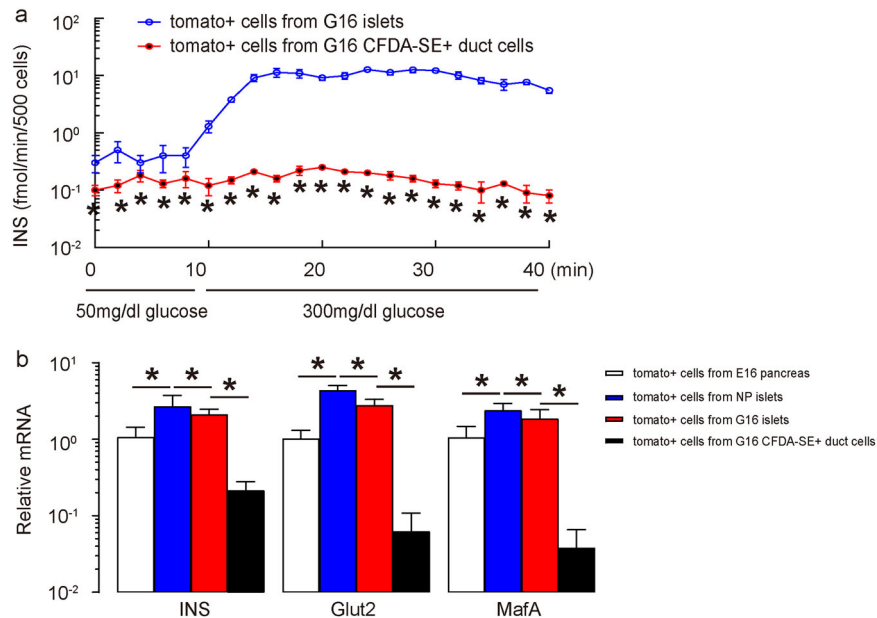 a
tomato+ cells from G16 islets
tomato+ cells from G16 CFDA-SE+ duct cells
INS (fmol/min/500 cells)
10²
10¹
10⁰
10⁻¹
10⁻²
* * * * * * * * * * * * * * * * * * * * *
0 10 20 30 40 (min)
50mg/dl glucose 300mg/dl glucose
b
Relative mRNA
10¹
10⁰
10⁻¹
10⁻²
* * * * * * * * *
INS Glut2 MafA
tomato+ cells from E16 pancreas
tomato+ cells from NP islets
tomato+ cells from G16 islets
tomato+ cells from G16 CFDA-SE+ duct cells